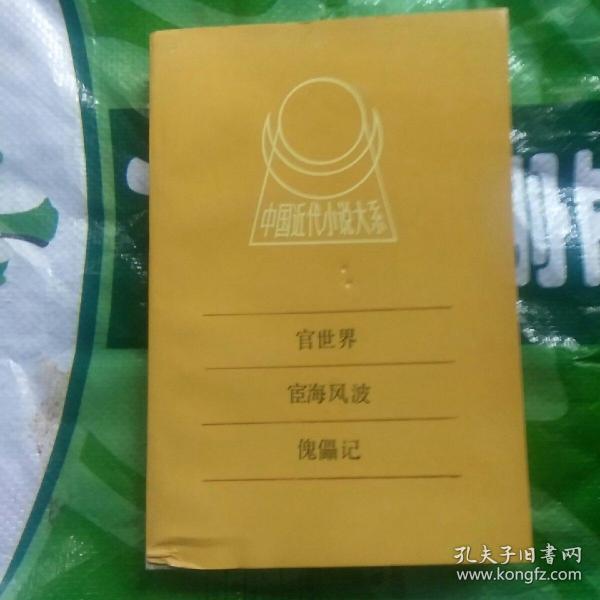 中国近代小说大系
官世界
宦海风波
傀儡记
孔夫子旧书网
www.kongfz.com